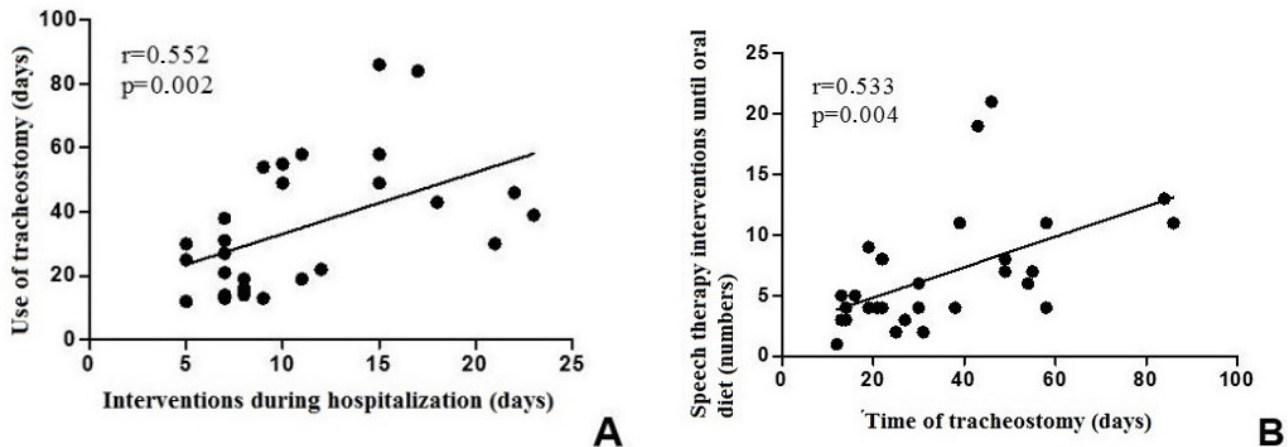 Use of tracheostomy (days)
100
80
60
40
20
0
r=0.552
p=0.002
0 5 10 15 20 25
Interventions during hospitalization (days)
A
Speech therapy interventions until oral
diet (numbers)
25
20
15
10
5
0
r=0.533
p=0.004
0 20 40 60 80 100
Time of tracheostomy (days)
B